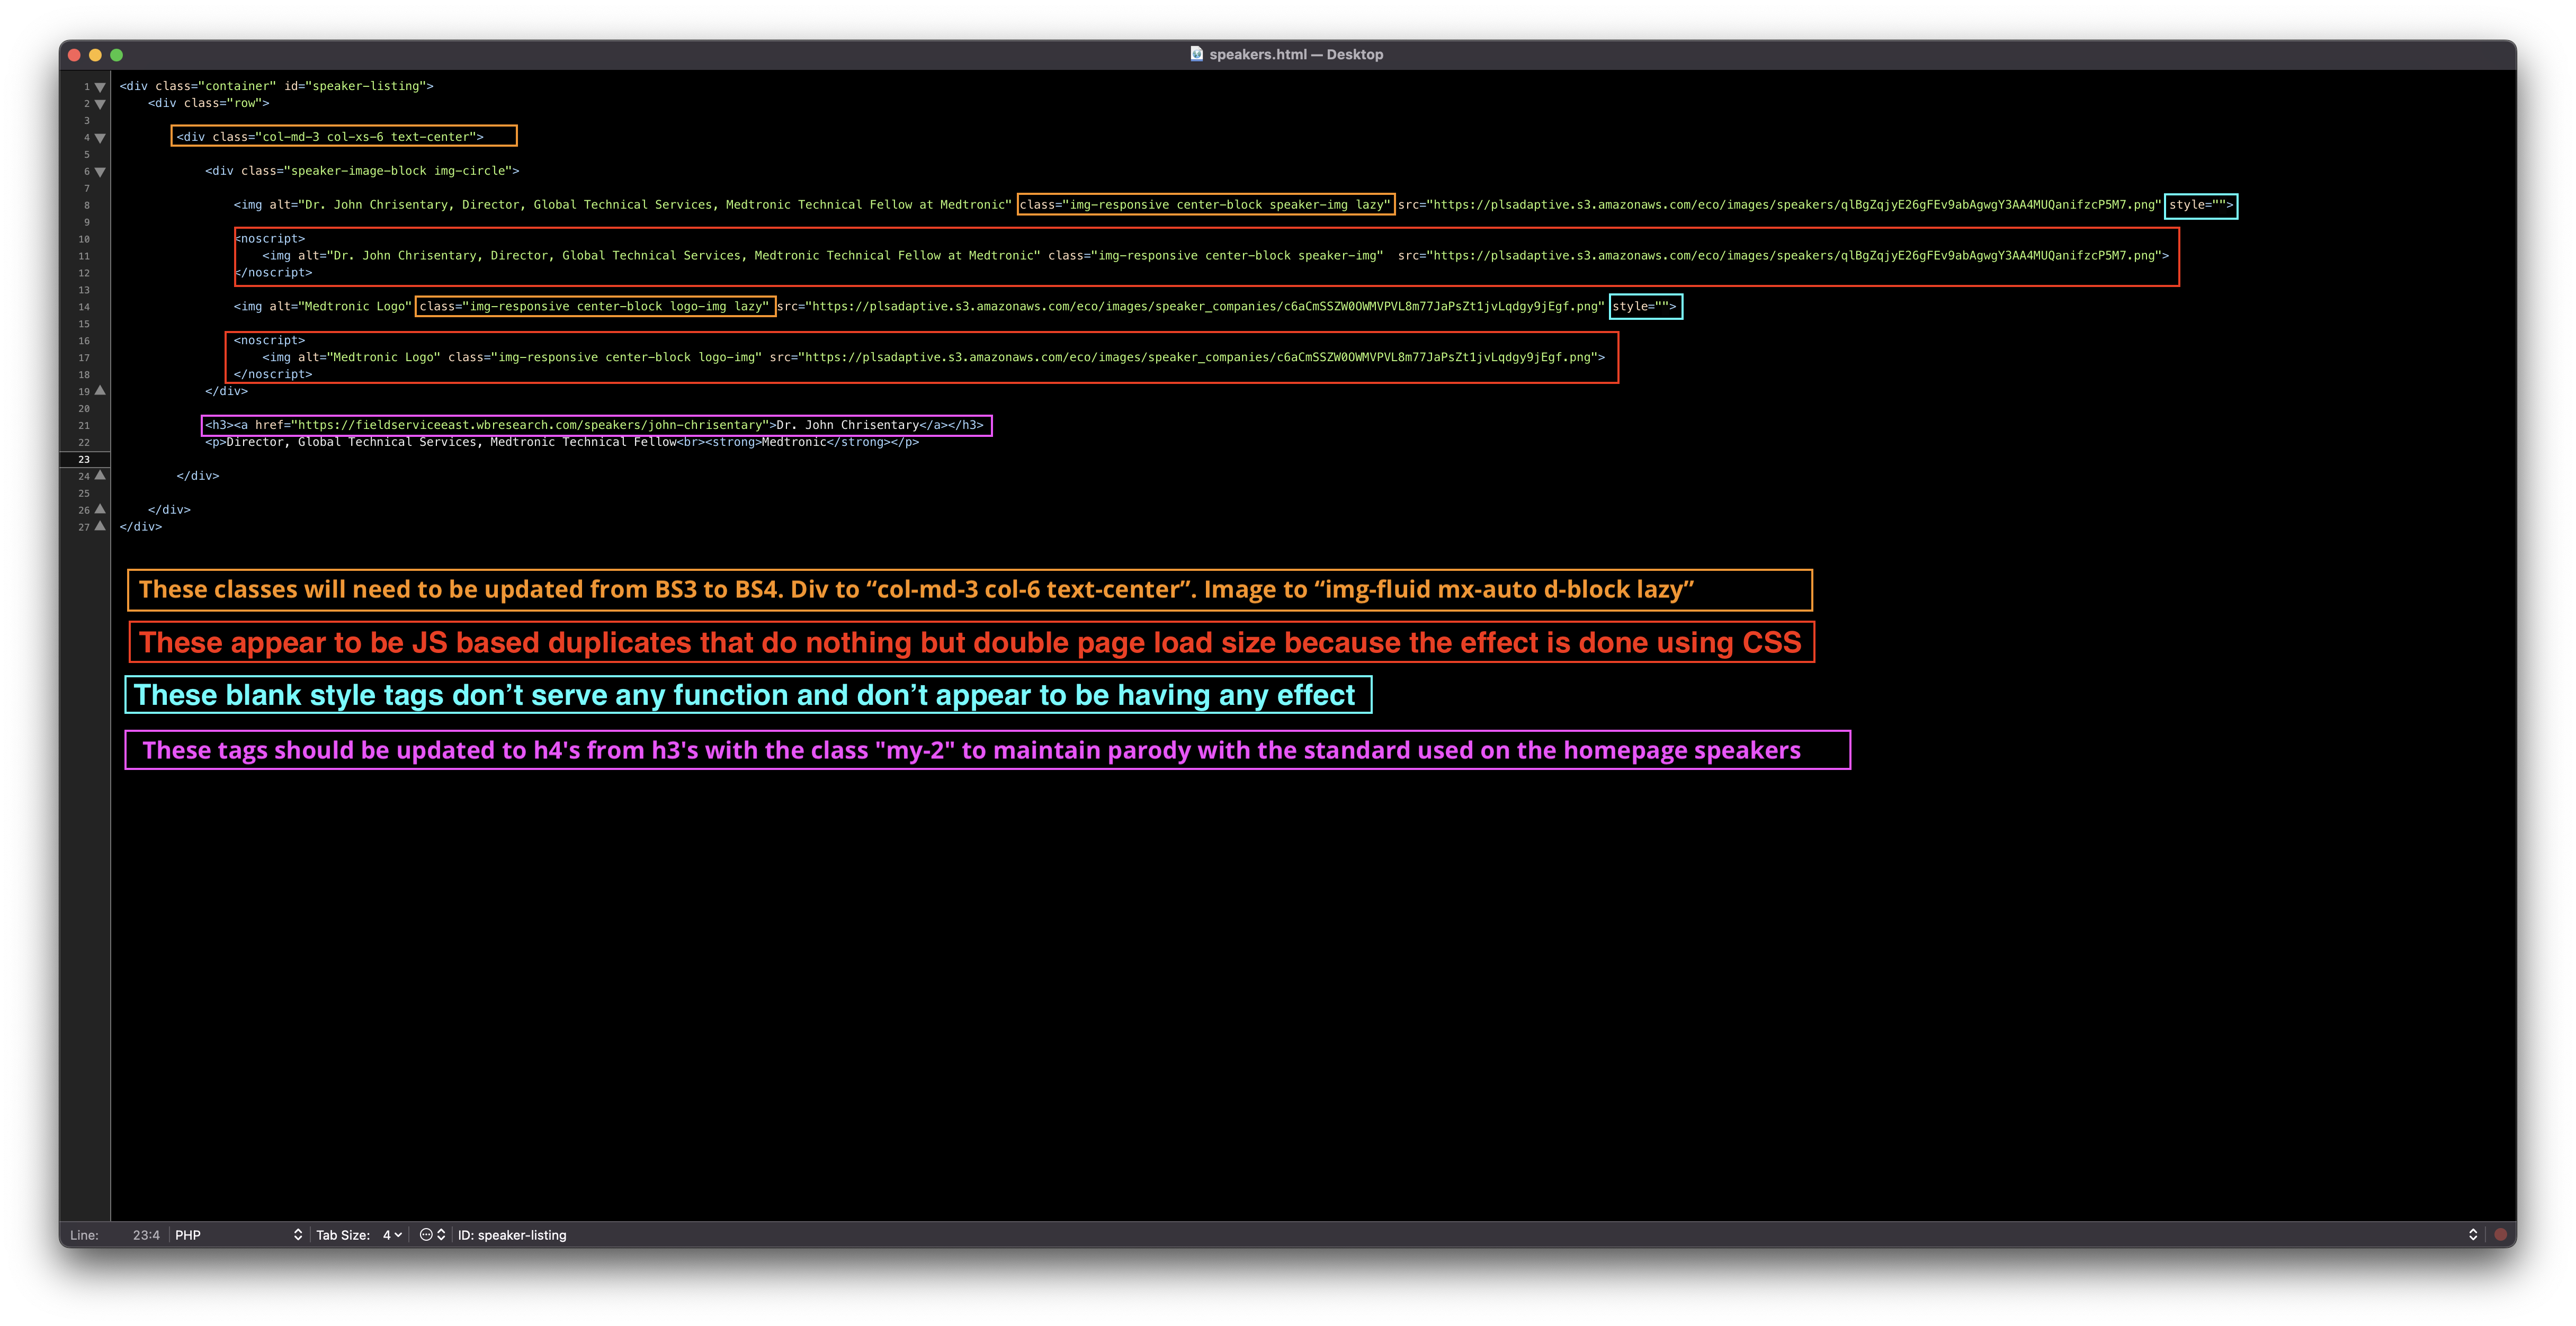 speakers.html — Desktop
1 <div class="container" id="speaker-listing">
2 <div class="row">
3
4 <div class="col-md-3 col-xs-6 text-center">
5
6 <div class="speaker-image-block img-circle">
7
8 <img alt="Dr. John Chrisentary, Director, Global Technical Services, Medtronic Technical Fellow at Medtronic" class="img-responsive center-block speaker-img lazy" src="https://plsadaptive.s3.amazonaws.com/eco/images/speakers/qlBgZqjyE26gFEv9abAgwgY3AA4MUQanifzcP5M7.png" style="">
9
10 <noscript>
11 <img alt="Dr. John Chrisentary, Director, Global Technical Services, Medtronic Technical Fellow at Medtronic" class="img-responsive center-block speaker-img"  src="https://plsadaptive.s3.amazonaws.com/eco/images/speakers/qlBgZqjyE26gFEv9abAgwgY3AA4MUQanifzcP5M7.png">
12 </noscript>
13
14 <img alt="Medtronic Logo" class="img-responsive center-block logo-img lazy" src="https://plsadaptive.s3.amazonaws.com/eco/images/speaker_companies/c6aCmSSZW0OWMVPVL8m77JaPsZt1jvLqdgy9jEgf.png" style="">
15
16 <noscript>
17 <img alt="Medtronic Logo" class="img-responsive center-block logo-img" src="https://plsadaptive.s3.amazonaws.com/eco/images/speaker_companies/c6aCmSSZW0OWMVPVL8m77JaPsZt1jvLqdgy9jEgf.png">
18 </noscript>
19 </div>
20
21 <h3><a href="https://fieldserviceeast.wbresearch.com/speakers/john-chrisentary">Dr. John Chrisentary</a></h3>
22 <p>Director, Global Technical Services, Medtronic Technical Fellow<br><strong>Medtronic</strong></p>
23
24 </div>
25
26 </div>
27 </div>
These classes will need to be updated from BS3 to BS4. Div to “col-md-3 col-6 text-center”. Image to “img-fluid mx-auto d-block lazy”
These appear to be JS based duplicates that do nothing but double page load size because the effect is done using CSS
These blank style tags don’t serve any function and don’t appear to be having any effect
These tags should be updated to h4's from h3's with the class "my-2" to maintain parody with the standard used on the homepage speakers
Line: 23:4 PHP Tab Size: 4 ID: speaker-listing